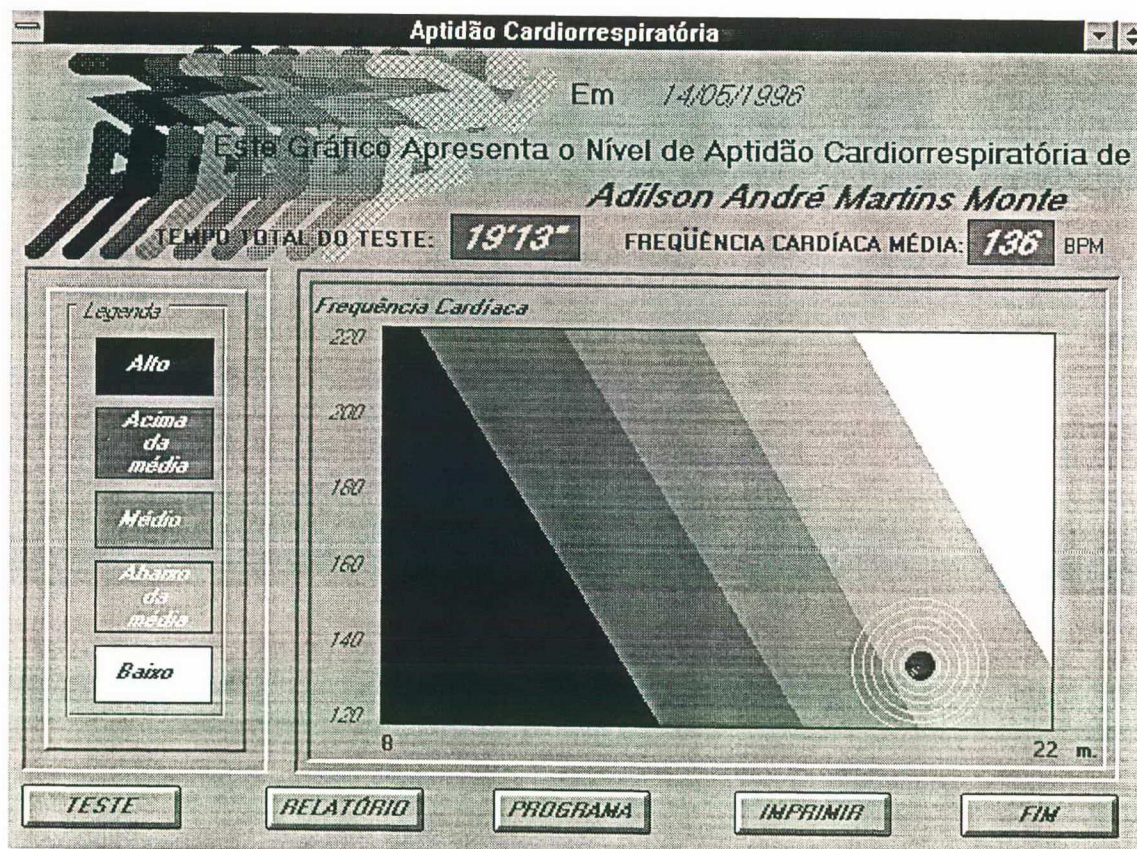 Aptidão Cardiorrespiratória
Em 14/05/1996
Este Gráfico Apresenta o Nível de Aptidão Cardiorrespiratória de
Adilson André Martins Monte
TEMPO TOTAL DO TESTE: 19'13" FREQÜÊNCIA CARDÍACA MÉDIA: 136 BPM
Legenda
Alto
Acima
da
média
Médio
Abaixo
da
média
Baixo
Frequência Cardíaca
220
200
180
160
140
120
8 22 m.
TESTE RELATÓRIO PROGRAMA IMPRIMIR FIM